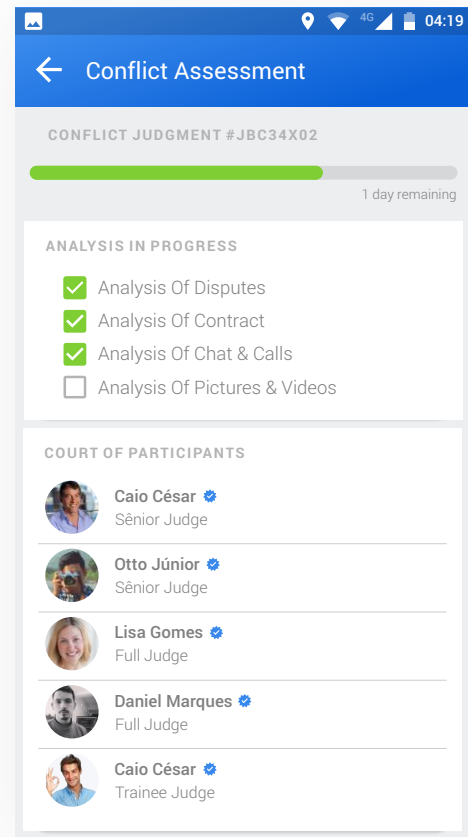 4G 04:19
Conflict Assessment
CONFLICT JUDGMENT #JBC34X02
1 day remaining
ANALYSIS IN PROGRESS
Analysis Of Disputes
Analysis Of Contract
Analysis Of Chat & Calls
Analysis Of Pictures & Videos
COURT OF PARTICIPANTS
Caio César
Sênior Judge
Otto Júnior
Sênior Judge
Lisa Gomes
Full Judge
Daniel Marques
Full Judge
Caio César
Trainee Judge